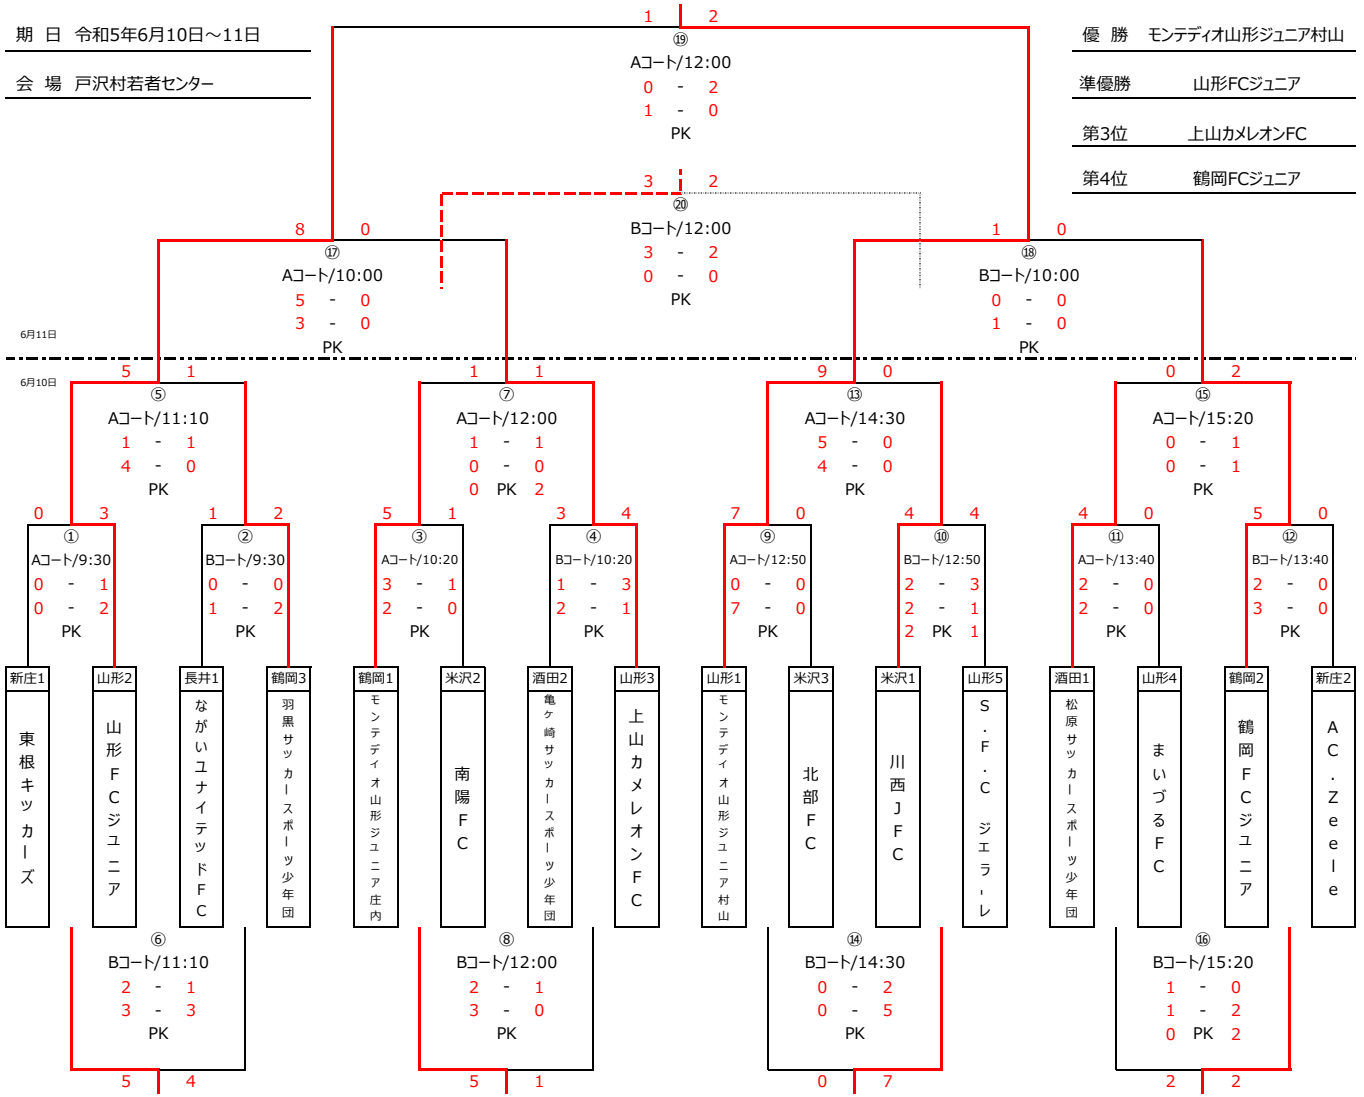 期 日 令和5年6月10日～11日
会 場 戸沢村若者センター
優 勝 モンテディオ山形ジュニア村山
準優勝 山形FCジュニア
第3位 上山カメレオンFC
第4位 鶴岡FCジュニア
1 2
⑲
Aコート/12:00
0 - 2
1 - 0
PK
3 2
⑳
Bコート/12:00
3 - 2
0 - 0
PK
8 0
⑰
Aコート/10:00
5 - 0
3 - 0
PK
1 0
⑱
Bコート/10:00
0 - 0
1 - 0
PK
6月11日
6月10日
5 1
⑤
Aコート/11:10
1 - 1
4 - 0
PK
1 1
⑦
Aコート/12:00
1 - 1
0 - 0
0 PK 2
9 0
⑬
Aコート/14:30
5 - 0
4 - 0
PK
0 2
⑮
Aコート/15:20
0 - 1
0 - 1
PK
0 3
①
Aコート/9:30
0 - 1
0 - 2
PK
1 2
②
Bコート/9:30
0 - 0
1 - 2
PK
5 1
③
Aコート/10:20
3 - 1
2 - 0
PK
3 4
④
Bコート/10:20
1 - 3
2 - 1
PK
7 0
⑨
Aコート/12:50
0 - 0
7 - 0
PK
4 4
⑩
Bコート/12:50
2 - 3
2 - 1
2 PK 1
4 0
⑪
Aコート/13:40
2 - 0
2 - 0
PK
5 0
⑫
Bコート/13:40
2 - 0
3 - 0
PK
新庄1
東根キッカーズ
山形2
山形FCジュニア
長井1
ながいユナイテッドFC
鶴岡3
羽黒サッカースポーツ少年団
鶴岡1
モンテディオ山形ジュニア庄内
米沢2
南陽FC
酒田2
亀ケ崎サッカースポーツ少年団
山形3
上山カメレオンFC
山形1
モンテディオ山形ジュニア村山
米沢3
北部FC
米沢1
川西JFC
山形5
S.F.C ジェラーレ
酒田1
松原サッカースポーツ少年団
山形4
まいづるFC
鶴岡2
鶴岡FCジュニア
新庄2
AC.Zeele
⑥
Bコート/11:10
2 - 1
3 - 3
PK
5 4
⑧
Bコート/12:00
2 - 1
3 - 0
PK
5 1
⑭
Bコート/14:30
0 - 2
0 - 5
PK
0 7
⑯
Bコート/15:20
1 - 0
1 - 2
0 PK 2
2 2